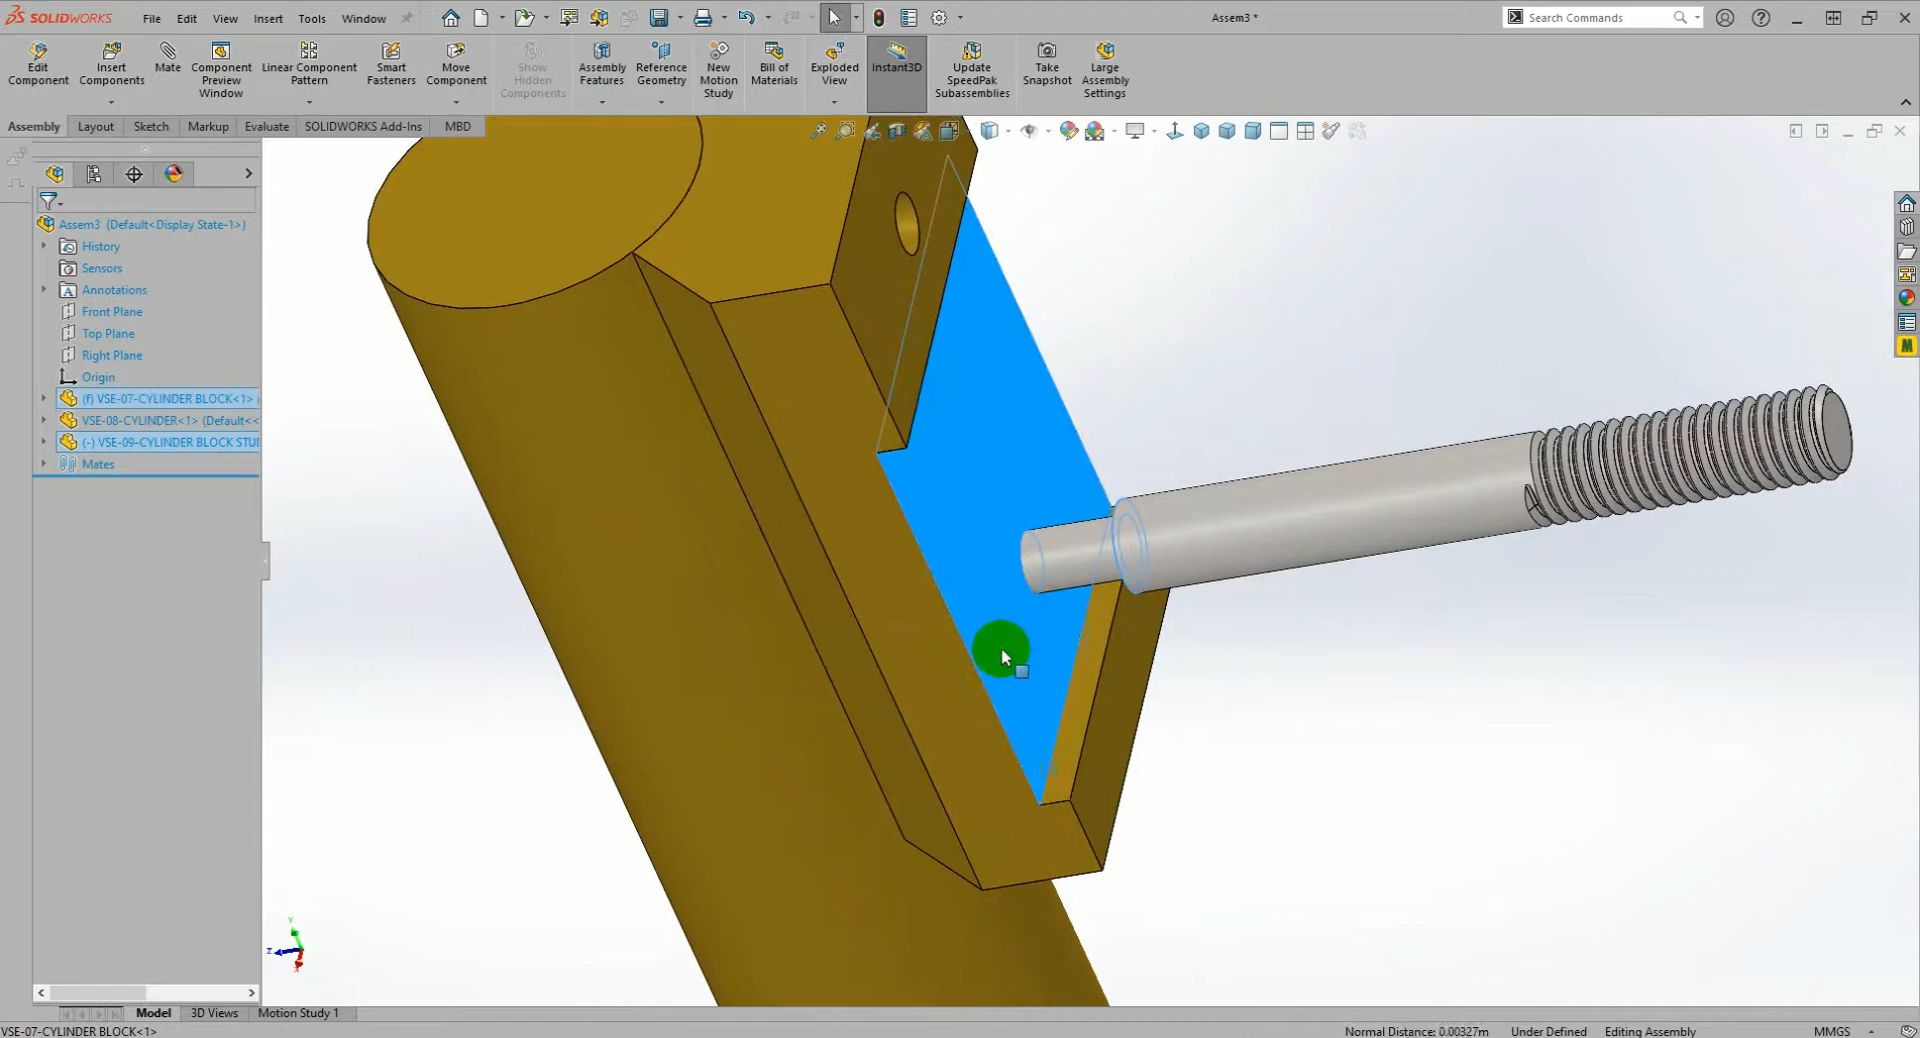 SOLIDWORKS
File Edit View Insert Tools Window
Assem3 *
Search Commands
Edit Component
Insert Components
Mate
Component Preview Window
Linear Component Pattern
Smart Fasteners
Move Component
Show Hidden Components
Assembly Features
Reference Geometry
New Motion Study
Bill of Materials
Exploded View
Instant3D
Update SpeedPak Subassemblies
Take Snapshot
Large Assembly Settings
Assembly Layout Sketch Markup Evaluate SOLIDWORKS Add-Ins MBD
Assem3 (Default<Display State-1>)
History
Sensors
Annotations
Front Plane
Top Plane
Right Plane
Origin
(f) VSE-07-CYLINDER BLOCK<1>
VSE-08-CYLINDER<1> (Default<<
(-) VSE-09-CYLINDER BLOCK STU
Mates
M
Y
Z
X
Model 3D Views Motion Study 1
VSE-07-CYLINDER BLOCK<1>
Normal Distance: 0.00327m Under Defined Editing Assembly MMGS